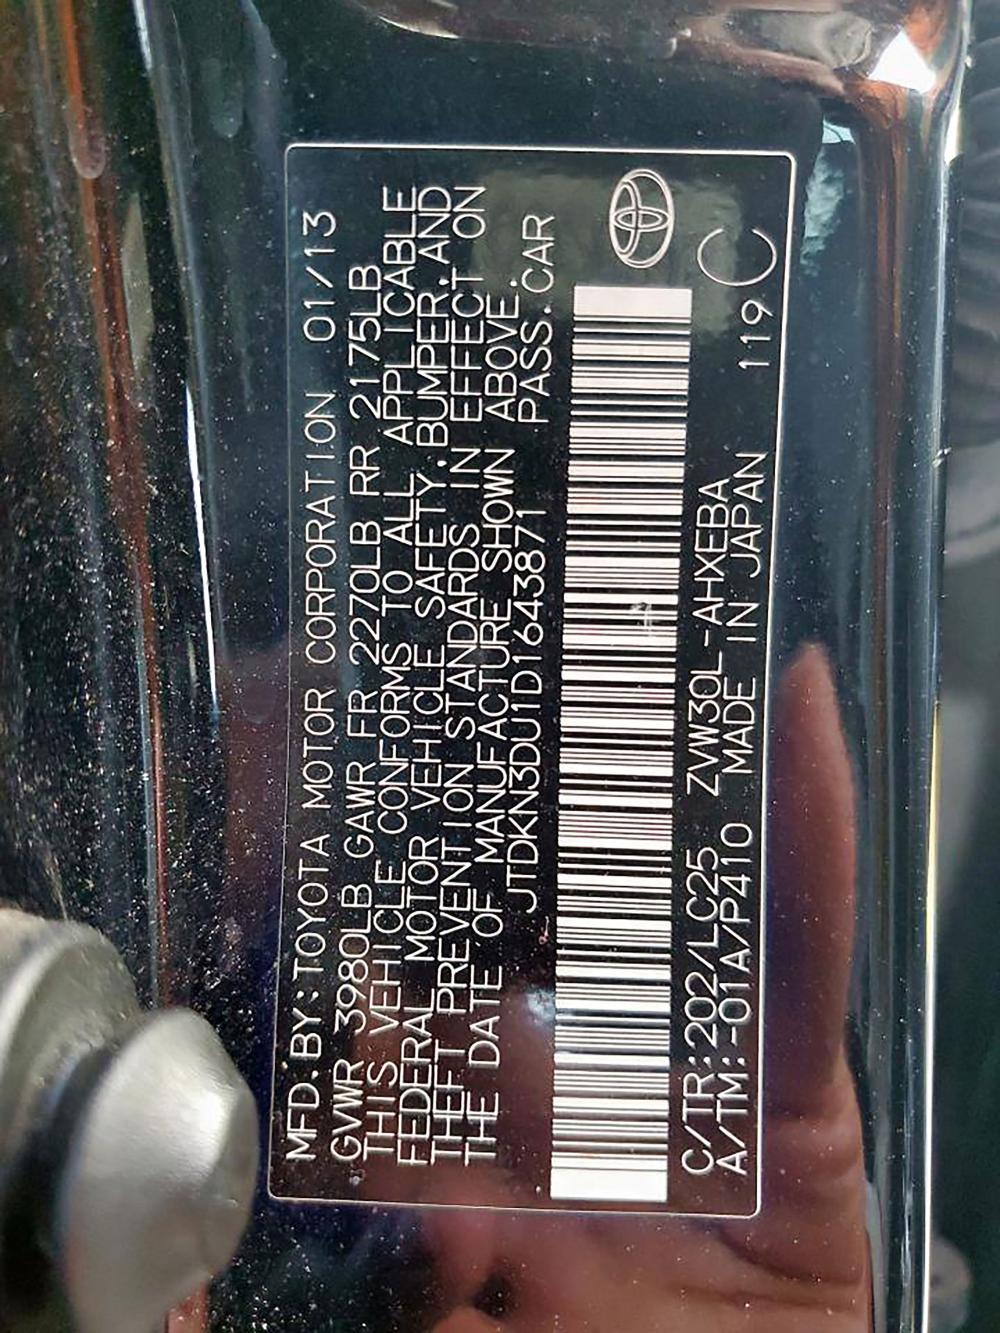 MFD.BY:TOYOTA MOTOR CORPORATION 01/13
GVWR 3980LB GAWR FR 2270LB RR 2175LB
THIS VEHICLE CONFORMS TO ALL APPLICABLE
FEDERAL MOTOR VEHICLE SAFETY,BUMPER,AND
THEFT PREVENTION STANDARDS IN EFFECT ON
THE DATE OF MANUFACTURE SHOWN ABOVE.
JTDKN3DU1D1643871 PASS.CAR
C/TR:202/LC25 ZVW30L-AHXEBA
A/TM:-01A/P410 MADE IN JAPAN 119 C